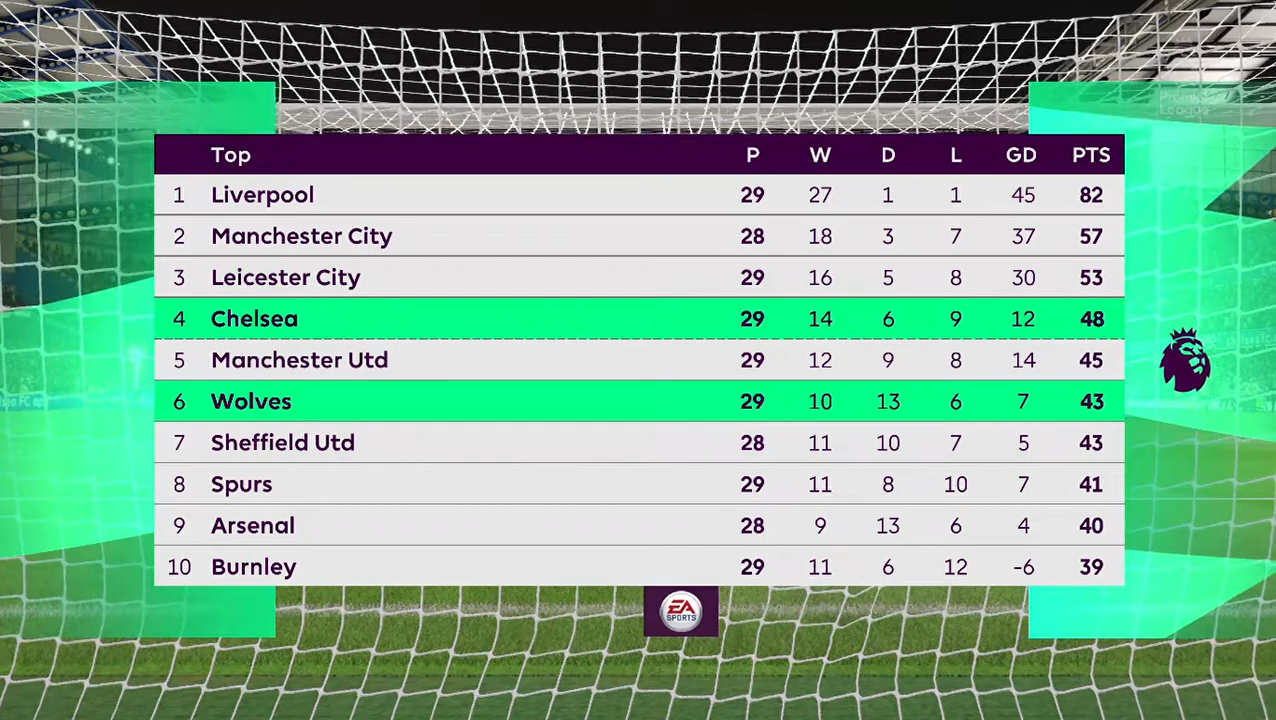 Premier
League
Top P W D L GD PTS
1 Liverpool 29 27 1 1 45 82
2 Manchester City 28 18 3 7 37 57
3 Leicester City 29 16 5 8 30 53
4 Chelsea 29 14 6 9 12 48
5 Manchester Utd 29 12 9 8 14 45
6 Wolves 29 10 13 6 7 43
7 Sheffield Utd 28 11 10 7 5 43
8 Spurs 29 11 8 10 7 41
9 Arsenal 28 9 13 6 4 40
10 Burnley 29 11 6 12 -6 39
EA
SPORTS